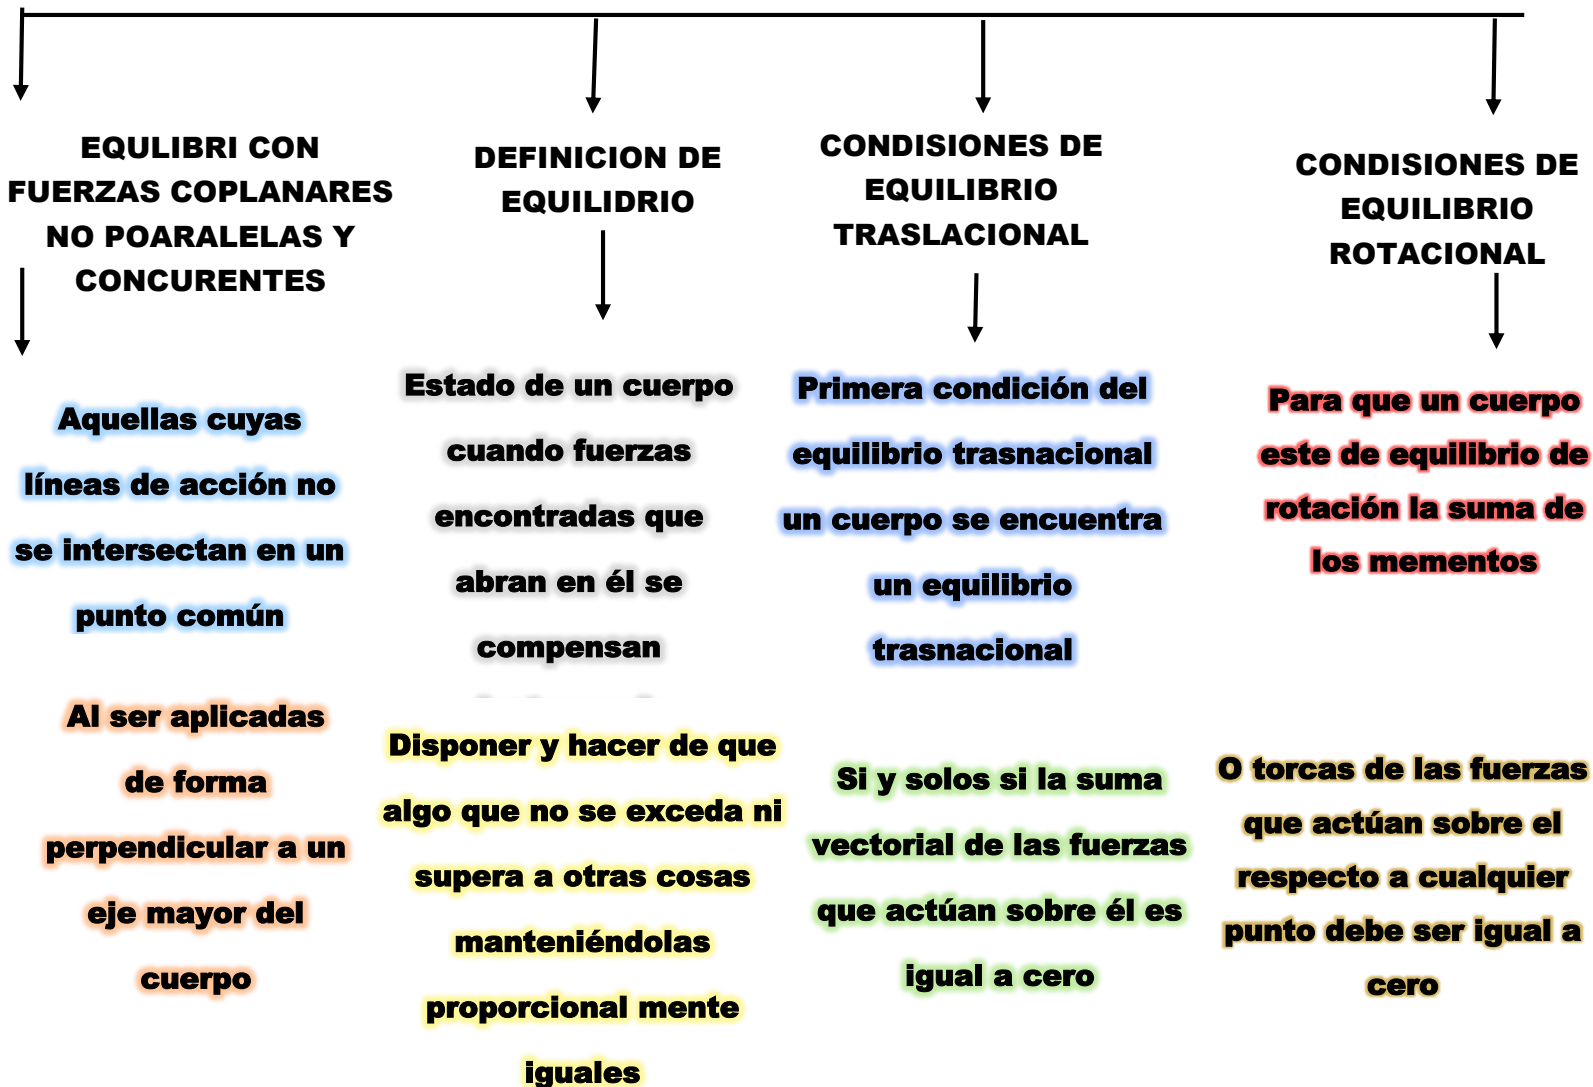 EQULIBRI CON
FUERZAS COPLANARES
NO POARALELAS Y
CONCURENTES
Aquellas cuyas
líneas de acción no
se intersectan en un
punto común
Al ser aplicadas
de forma
perpendicular a un
eje mayor del
cuerpo
DEFINICION DE
EQUILIDRIO
Estado de un cuerpo
cuando fuerzas
encontradas que
abran en él se
compensan
Disponer y hacer de que
algo que no se exceda ni
supera a otras cosas
manteniéndolas
proporcional mente
iguales
CONDISIONES DE
EQUILIBRIO
TRASLACIONAL
Primera condición del
equilibrio trasnacional
un cuerpo se encuentra
un equilibrio
trasnacional
Si y solos si la suma
vectorial de las fuerzas
que actúan sobre él es
igual a cero
CONDISIONES DE
EQUILIBRIO
ROTACIONAL
Para que un cuerpo
este de equilibrio de
rotación la suma de
los mementos
O torcas de las fuerzas
que actúan sobre el
respecto a cualquier
punto debe ser igual a
cero